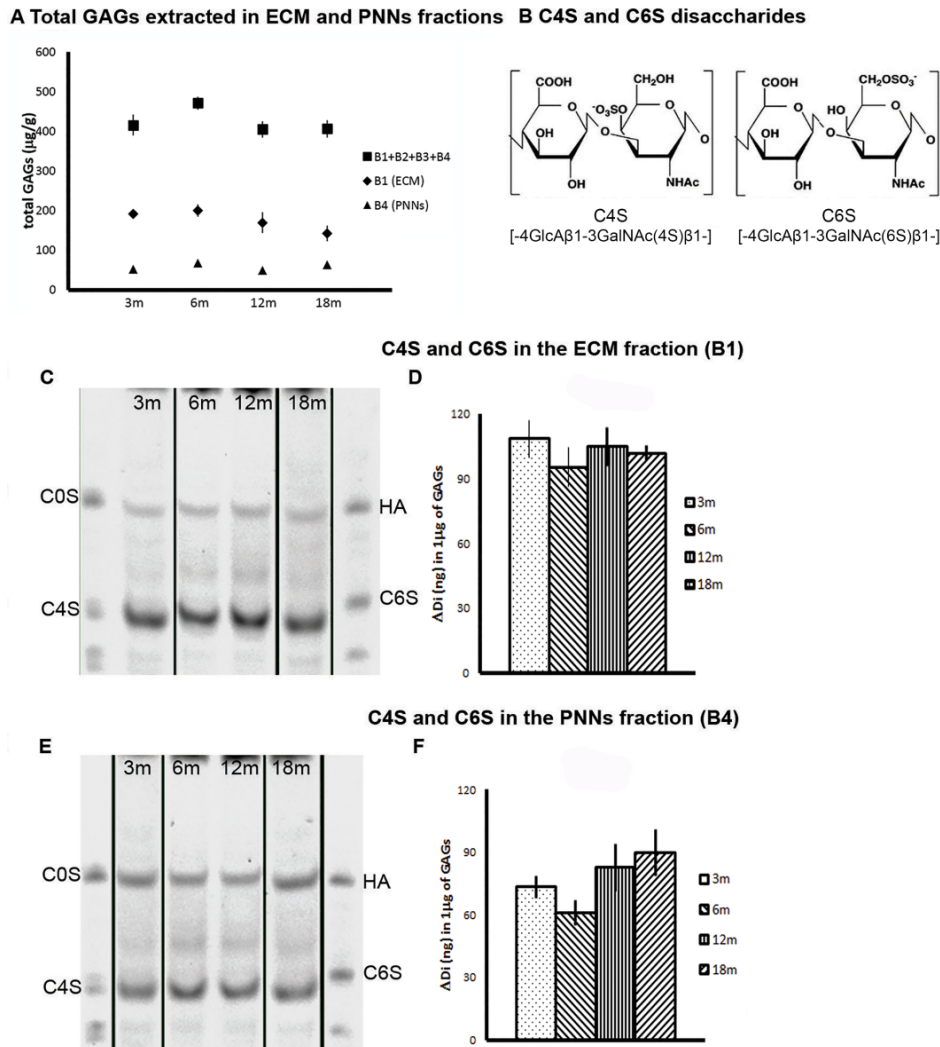 A Total GAGs extracted in ECM and PNNs fractions
600
500
400
300
200
100
0
total GAGs (µg/g)
3m 6m 12m 18m
B1+B2+B3+B4
B1 (ECM)
B4 (PNNs)
B C4S and C6S disaccharides
COOH CH₂OH
⁻O₃SO O O O
OH
OH NHAc
COOH CH₂OSO₃⁻
HO O O O
OH
OH NHAc
C4S
[-4GlcAβ1-3GalNAc(4S)β1-]
C6S
[-4GlcAβ1-3GalNAc(6S)β1-]
C4S and C6S in the ECM fraction (B1)
C
3m 6m 12m 18m
C0S HA
C4S C6S
D
120
90
60
30
0
ΔDi (ng) in 1µg of GAGs
3m
6m
12m
18m
C4S and C6S in the PNNs fraction (B4)
E
3m 6m 12m 18m
C0S HA
C4S C6S
F
120
90
60
30
0
ΔDi (ng) in 1µg of GAGs
3m
6m
12m
18m